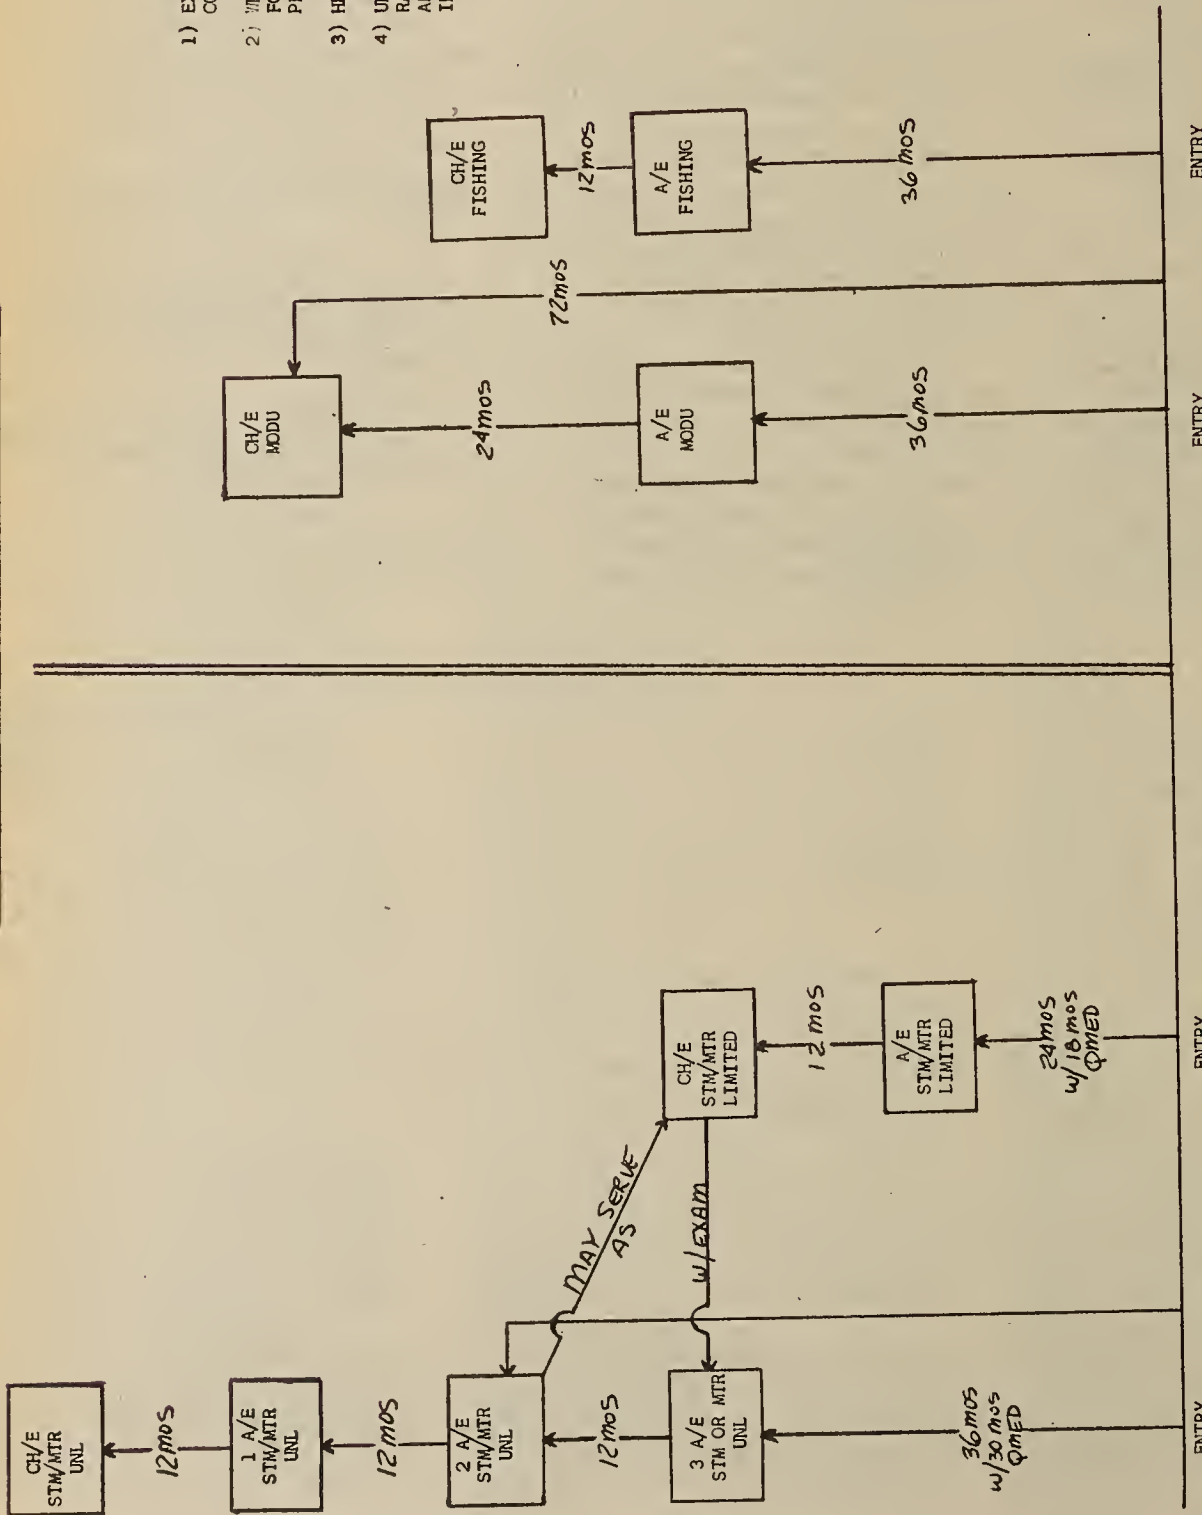 CH/E
STM/MTR
UNL
12mos
1 A/E
STM/MTR
UNL
12mos
2 A/E
STM/MTR
UNL
12mos
3 A/E
STM OR MTR
UNL
36mos
W/30mos
QMED
ENTRY
MAY SERVE
AS
W/EXAM
CH/E
STM/MTR
LIMITED
12mos
A/E
STM/MTR
LIMITED
24mos
W/18mos
QMED
ENTRY
CH/E
MODU
24mos
72mos
A/E
MODU
36mos
ENTRY
CH/E
FISHING
12mos
A/E
FISHING
36mos
ENTRY
1)
2)
3)
4)